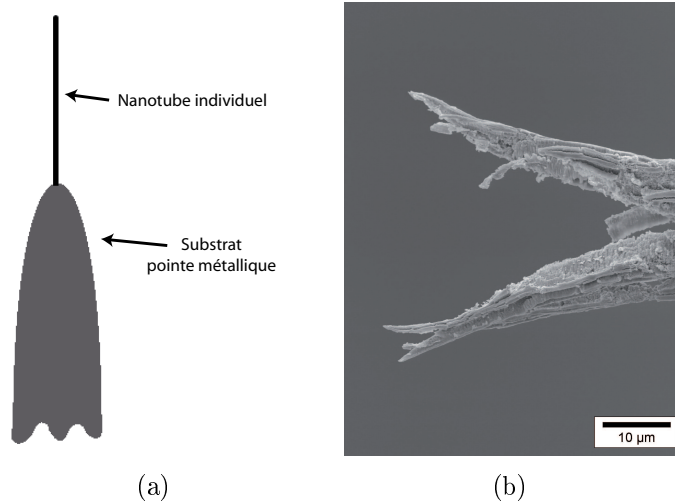 Nanotube individuel
Substrat
pointe métallique
10 µm
(a)
(b)